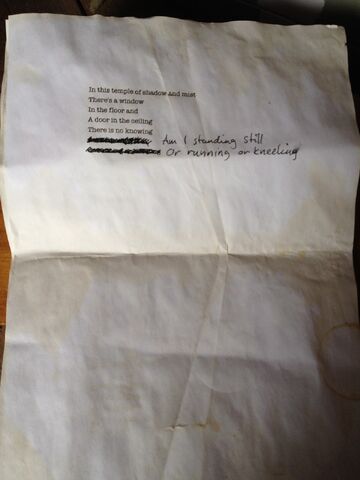 In this temple of shadow and mist
There's a window
In the floor and
A door in the ceiling
There is no knowing
Am I standing still
Or running or kneeling